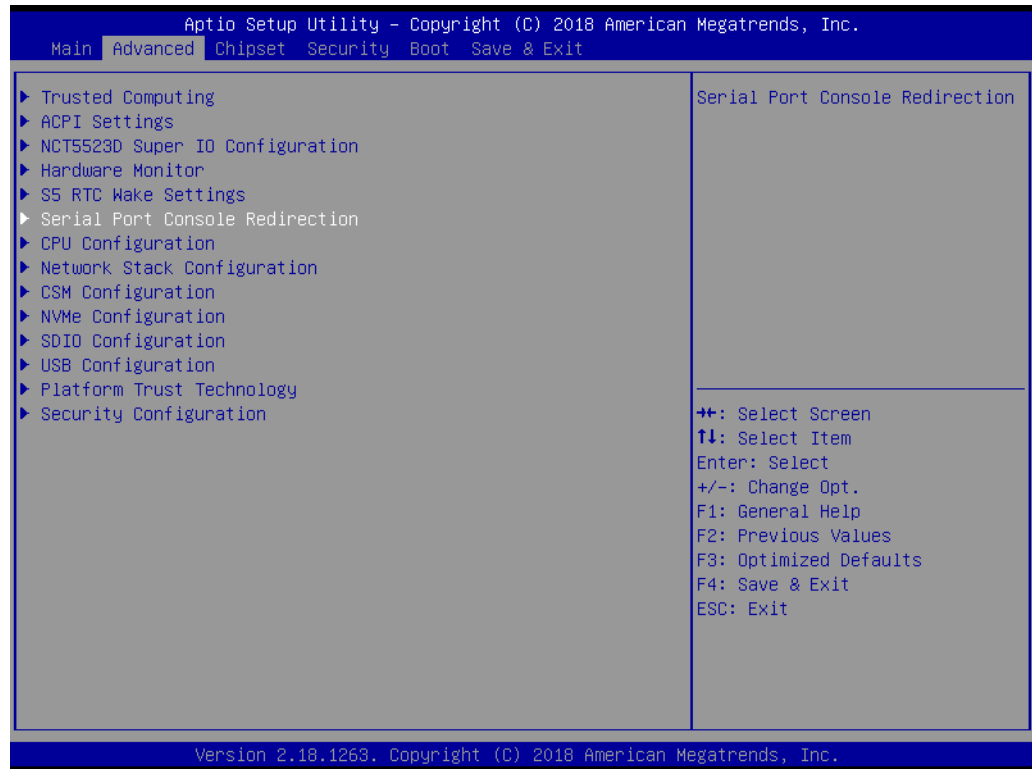 Aptio Setup Utility – Copyright (C) 2018 American Megatrends, Inc.
Main Advanced Chipset Security Boot Save & Exit
▶ Trusted Computing
▶ ACPI Settings
▶ NCT5523D Super IO Configuration
▶ Hardware Monitor
▶ S5 RTC Wake Settings
▶ Serial Port Console Redirection
▶ CPU Configuration
▶ Network Stack Configuration
▶ CSM Configuration
▶ NVMe Configuration
▶ SDIO Configuration
▶ USB Configuration
▶ Platform Trust Technology
▶ Security Configuration
Serial Port Console Redirection
→←: Select Screen
↑↓: Select Item
Enter: Select
+/-: Change Opt.
F1: General Help
F2: Previous Values
F3: Optimized Defaults
F4: Save & Exit
ESC: Exit
Version 2.18.1263. Copyright (C) 2018 American Megatrends, Inc.